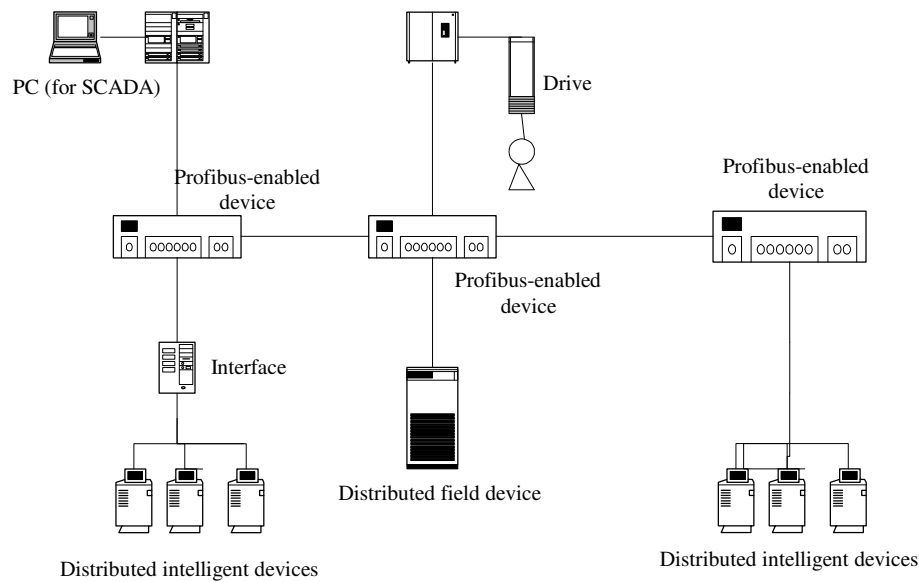 PC (for SCADA)
Drive
Profibus-enabled
device
Profibus-enabled
device
Profibus-enabled
device
Interface
Distributed field device
Distributed intelligent devices
Distributed intelligent devices